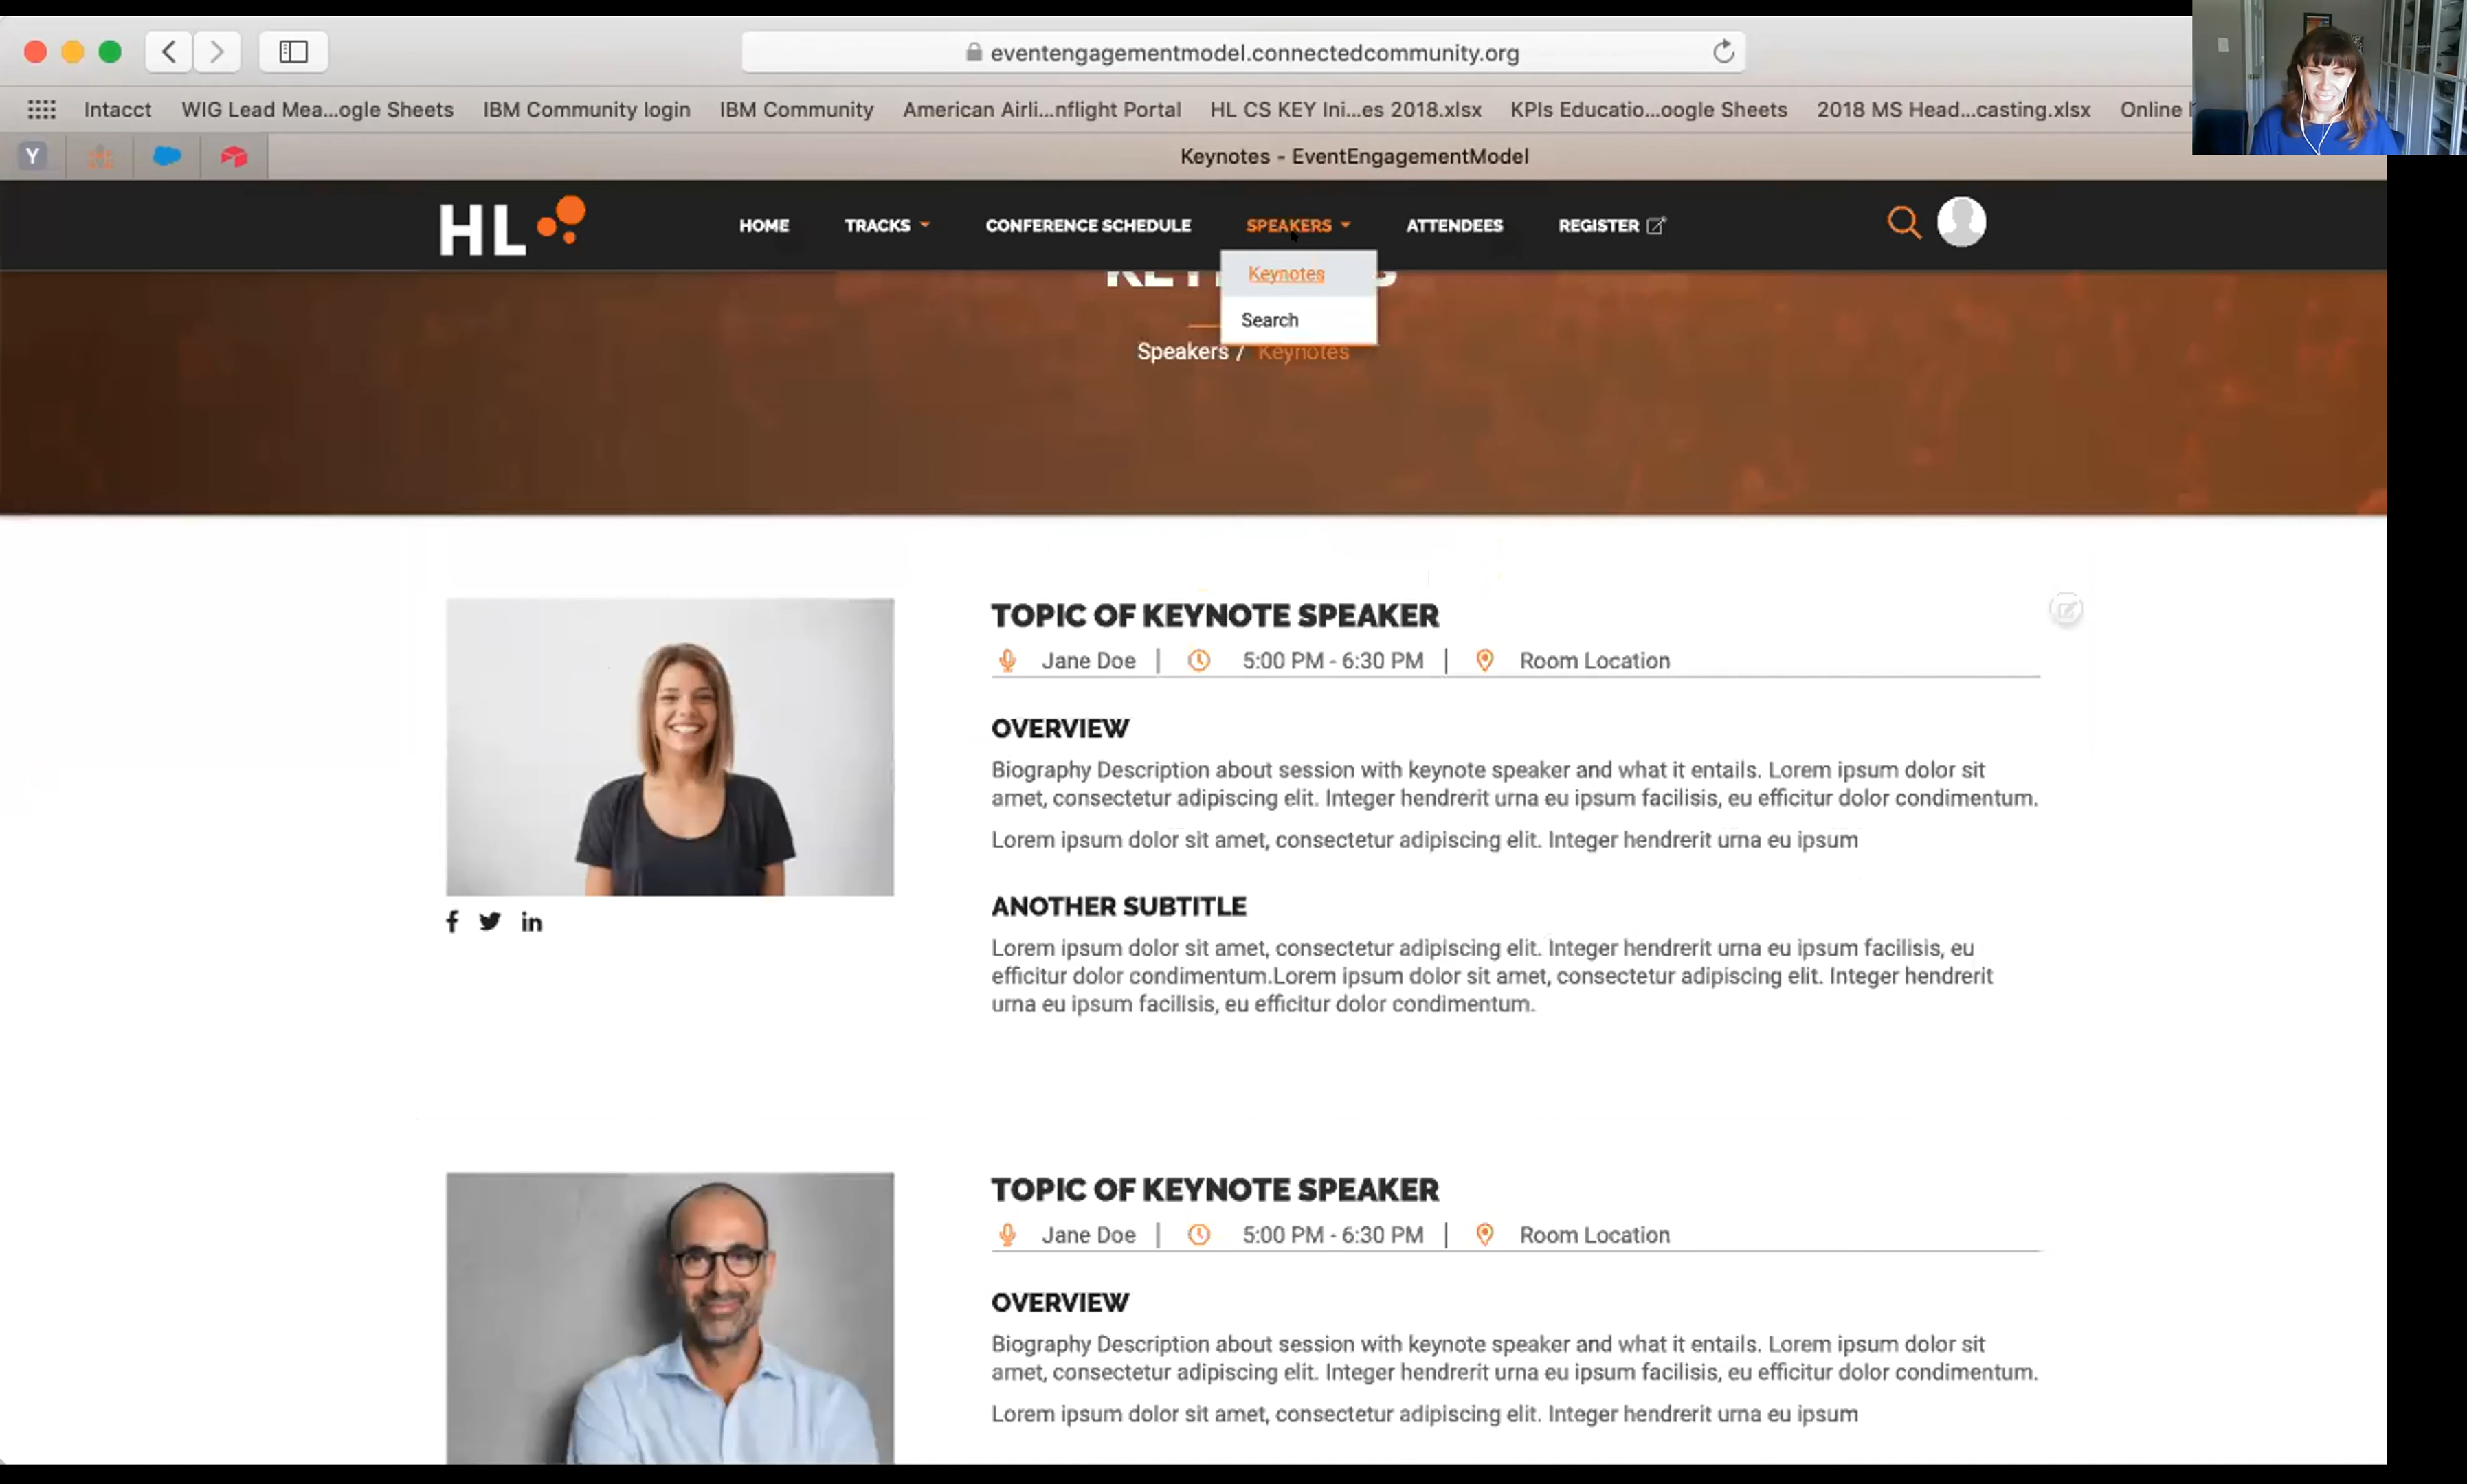 eventengagementmodel.connectedcommunity.org
Intacct WIG Lead Mea...ogle Sheets IBM Community login IBM Community American Airli...nflight Portal HL CS KEY Ini...es 2018.xlsx KPIs Educatio...oogle Sheets 2018 MS Head...casting.xlsx Online
Y
Keynotes - EventEngagementModel
HL HOME TRACKS CONFERENCE SCHEDULE SPEAKERS ATTENDEES REGISTER
Keynotes
Search
Speakers / Keynotes
TOPIC OF KEYNOTE SPEAKER
Jane Doe | 5:00 PM - 6:30 PM | Room Location
OVERVIEW
Biography Description about session with keynote speaker and what it entails. Lorem ipsum dolor sit
amet, consectetur adipiscing elit. Integer hendrerit urna eu ipsum facilisis, eu efficitur dolor condimentum.
Lorem ipsum dolor sit amet, consectetur adipiscing elit. Integer hendrerit urna eu ipsum
f in
ANOTHER SUBTITLE
Lorem ipsum dolor sit amet, consectetur adipiscing elit. Integer hendrerit urna eu ipsum facilisis, eu
efficitur dolor condimentum.Lorem ipsum dolor sit amet, consectetur adipiscing elit. Integer hendrerit
urna eu ipsum facilisis, eu efficitur dolor condimentum.
TOPIC OF KEYNOTE SPEAKER
Jane Doe | 5:00 PM - 6:30 PM | Room Location
OVERVIEW
Biography Description about session with keynote speaker and what it entails. Lorem ipsum dolor sit
amet, consectetur adipiscing elit. Integer hendrerit urna eu ipsum facilisis, eu efficitur dolor condimentum.
Lorem ipsum dolor sit amet, consectetur adipiscing elit. Integer hendrerit urna eu ipsum